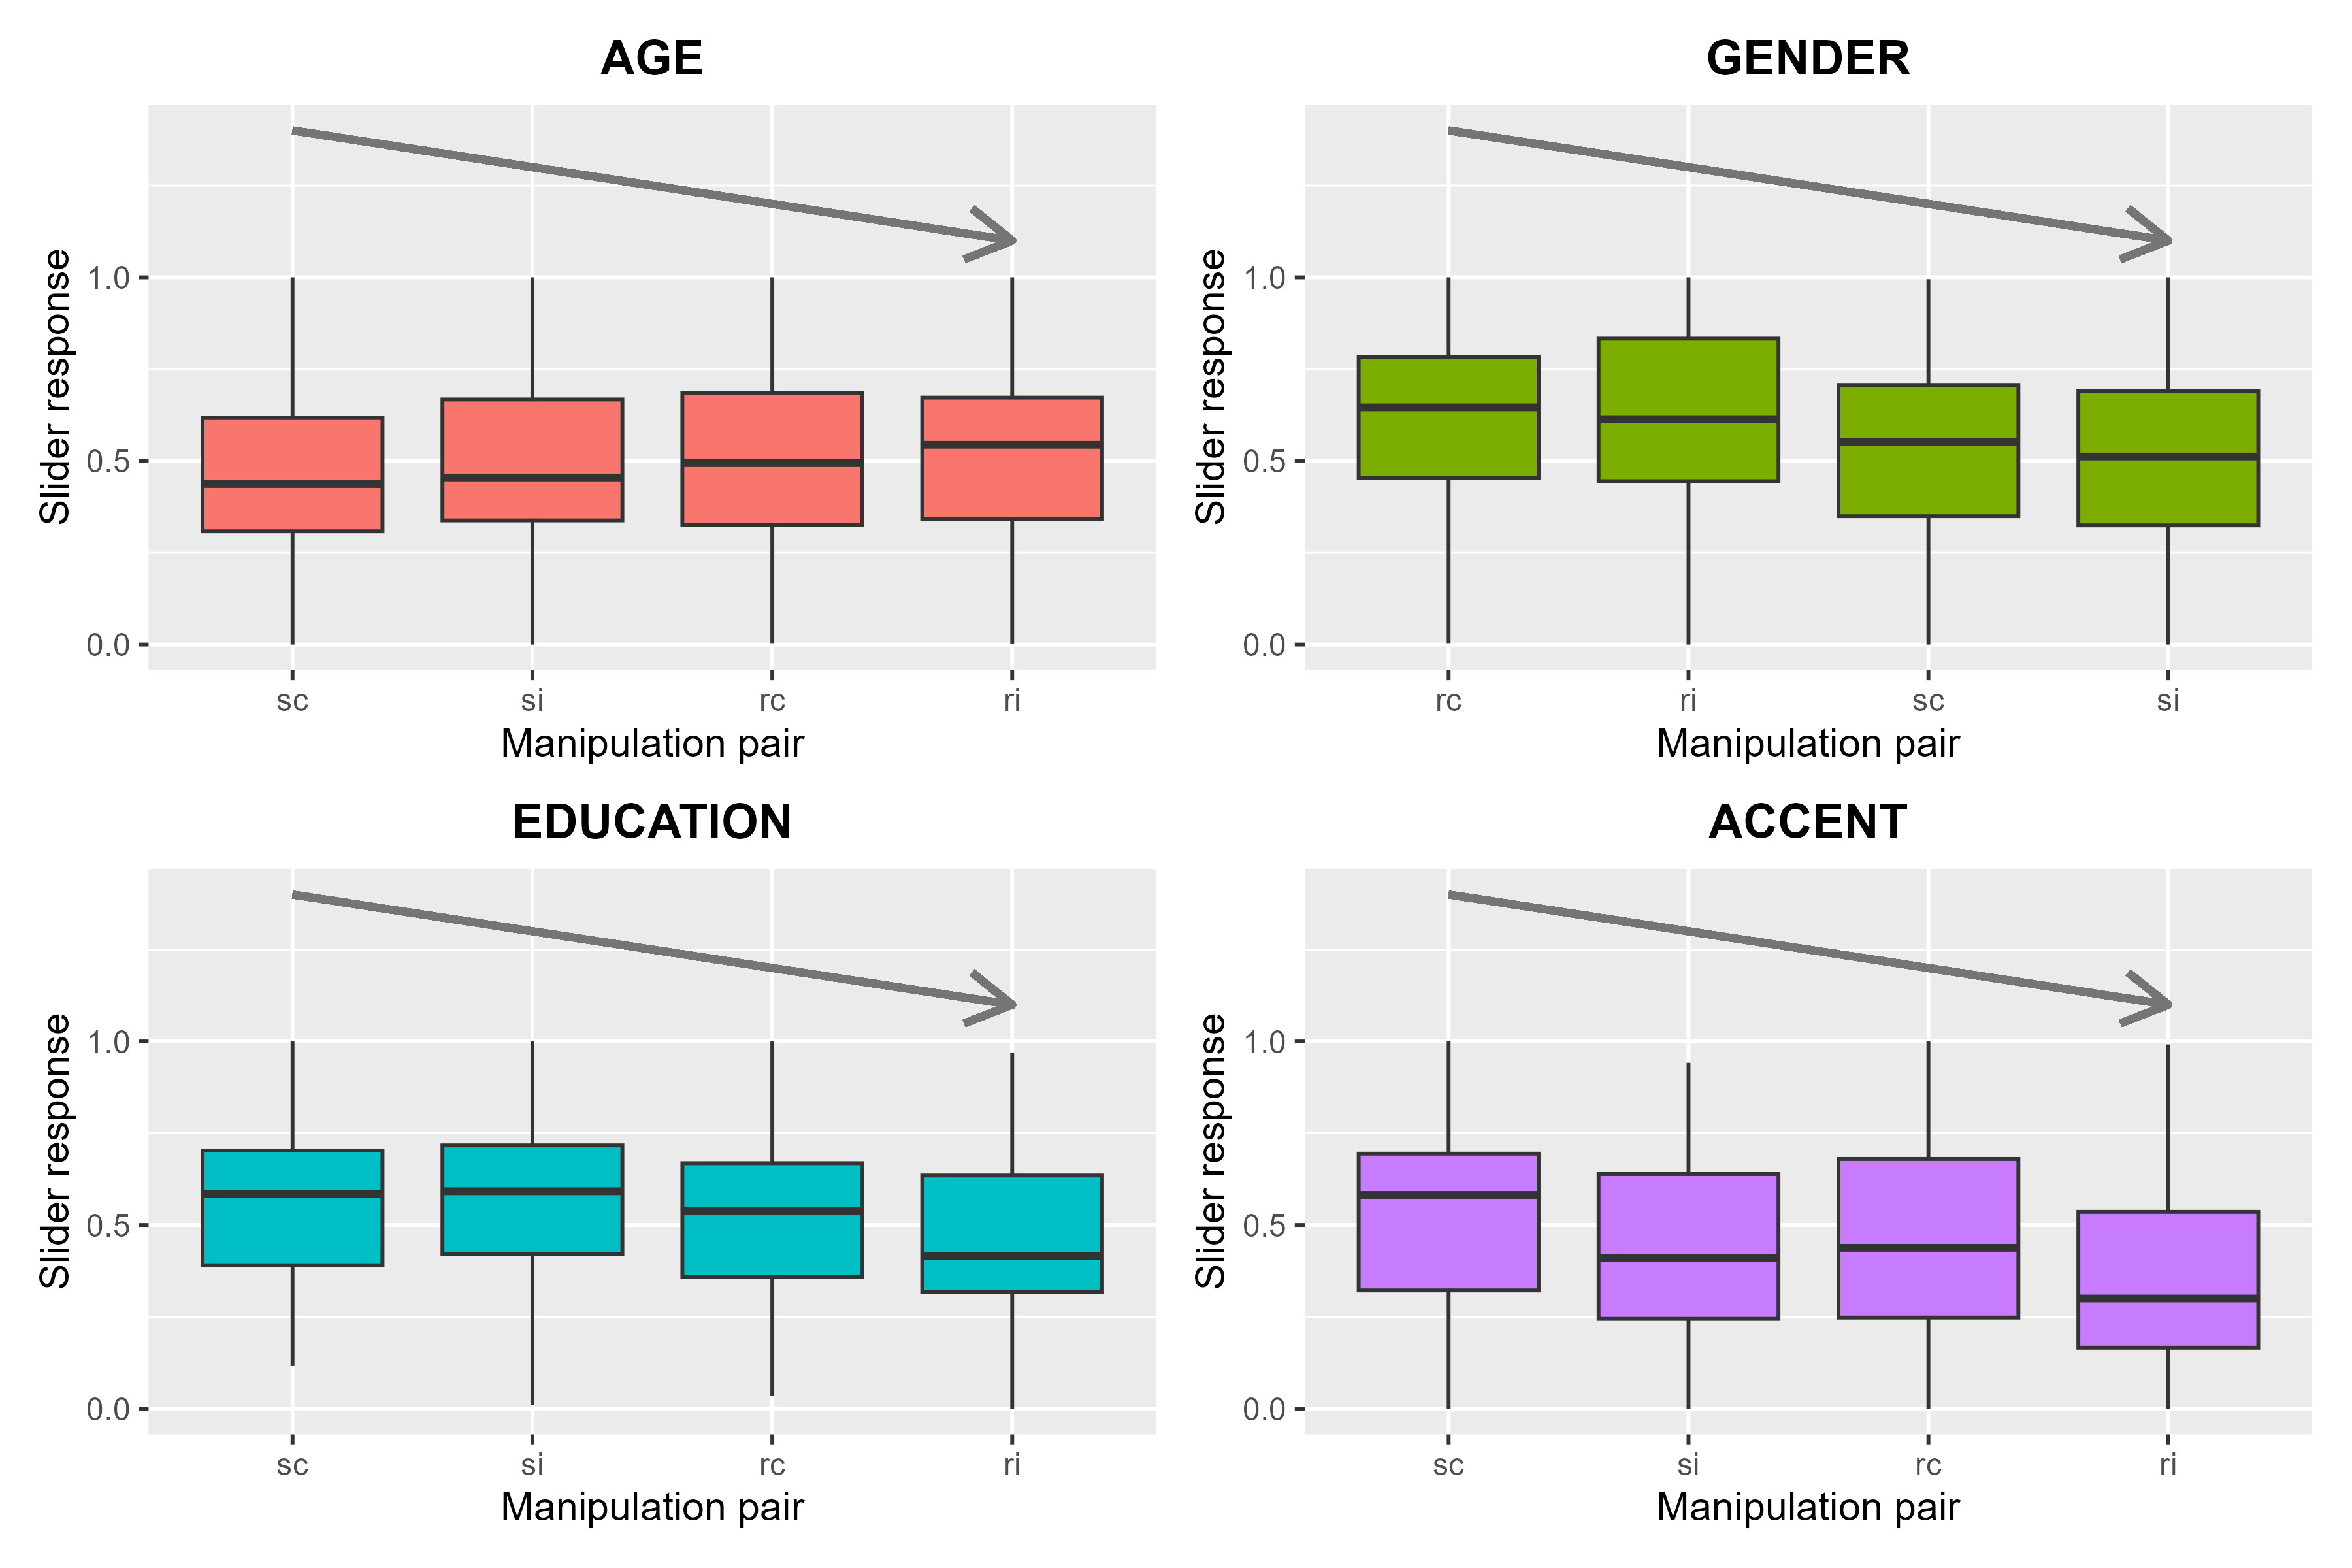 AGE
Slider response
1.0
0.5
0.0
sc si rc ri
Manipulation pair
GENDER
Slider response
1.0
0.5
0.0
rc ri sc si
Manipulation pair
EDUCATION
Slider response
1.0
0.5
0.0
sc si rc ri
Manipulation pair
ACCENT
Slider response
1.0
0.5
0.0
sc si rc ri
Manipulation pair